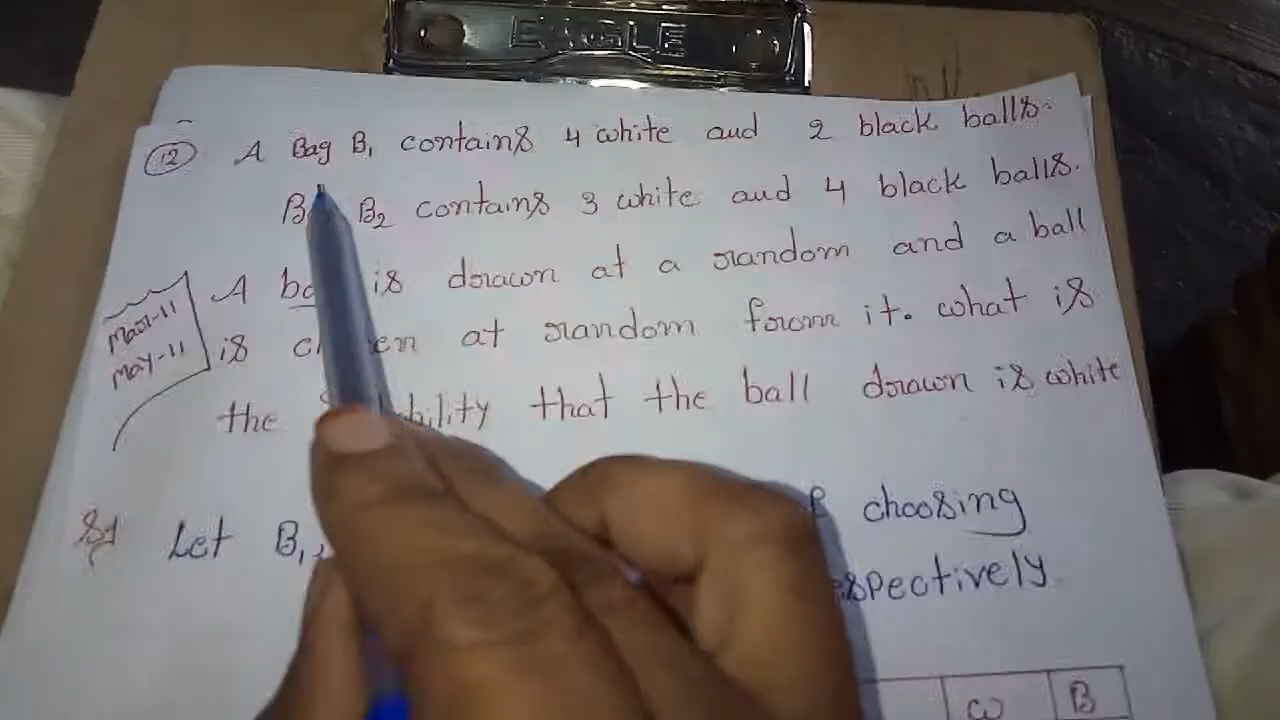 EAGLE
12 A Bag B1 contains 4 white and 2 black balls.
B2 contains 3 white and 4 black balls.
A is drawn at a random and a ball
is at random from it. what is
the that the ball drawn is white
Mar-11
May-11
Sol Let B1,
choosing
respectively
W B